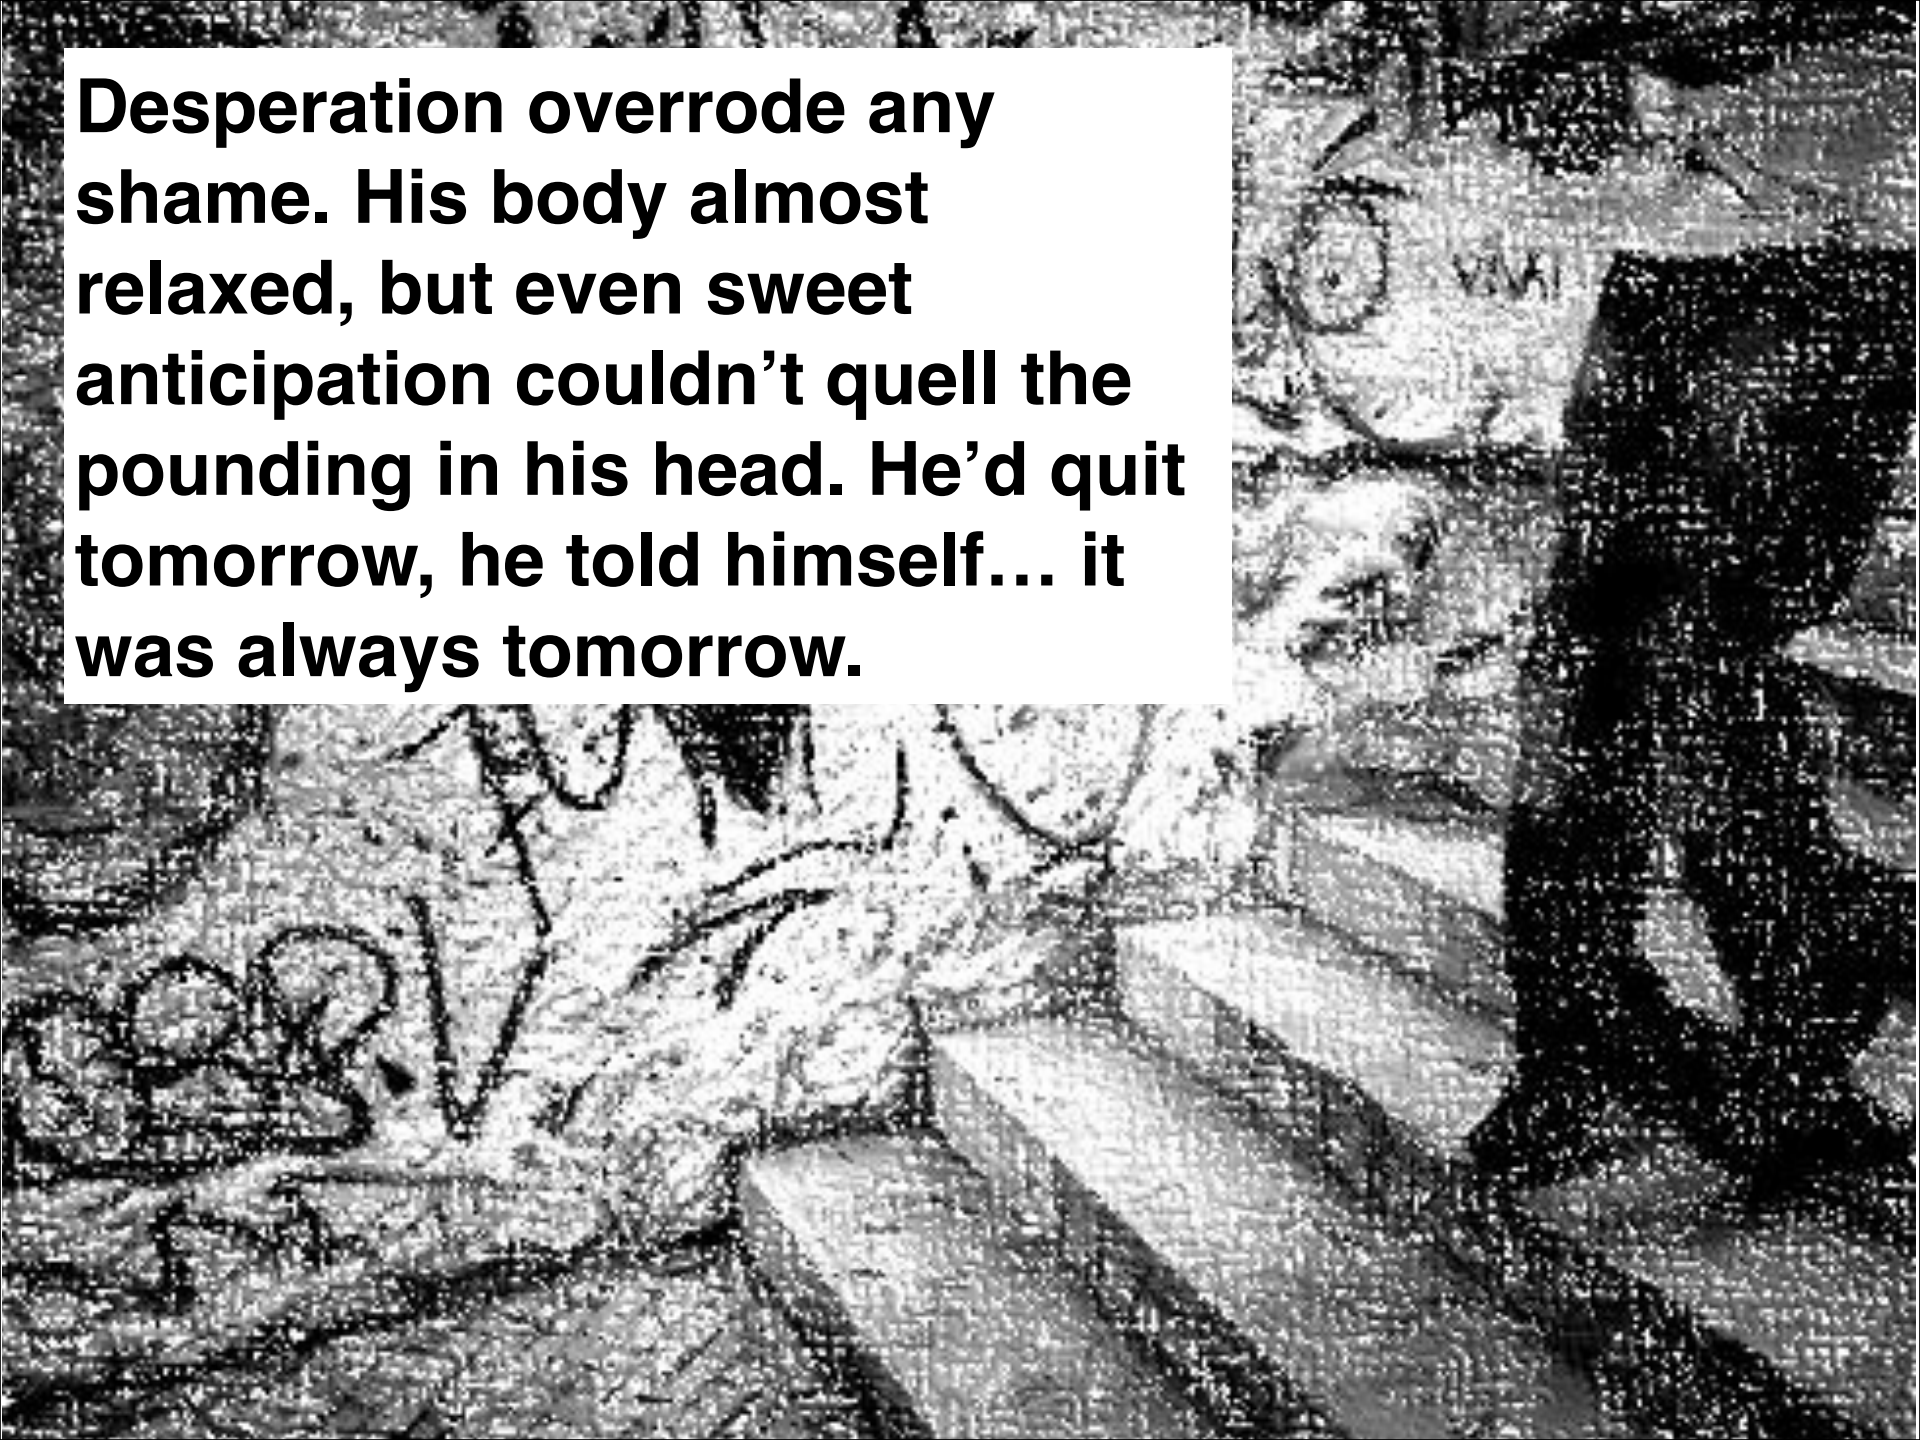 Desperation overrode any
shame. His body almost
relaxed, but even sweet
anticipation couldn’t quell the
pounding in his head. He’d quit
tomorrow, he told himself… it
was always tomorrow.